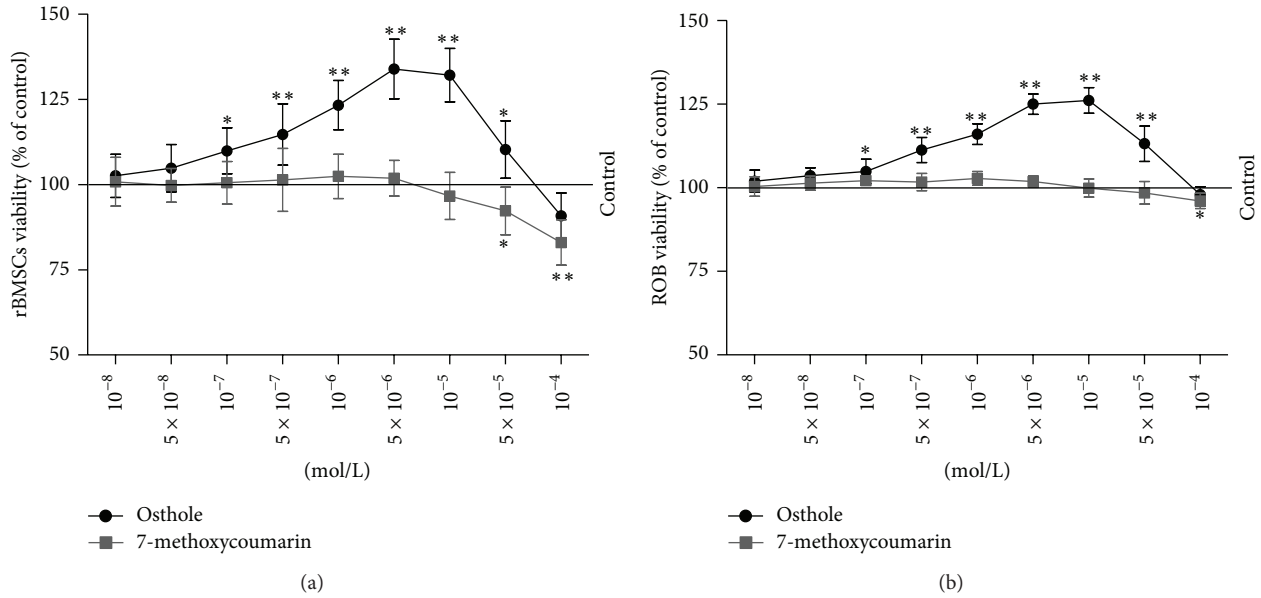 150
125
100
75
50
rBMSCs viability (% of control)
* * ** ** ** ** *
* **
Control
10⁻⁸
5 × 10⁻⁸
10⁻⁷
5 × 10⁻⁷
10⁻⁶
5 × 10⁻⁶
10⁻⁵
5 × 10⁻⁵
10⁻⁴
(mol/L)
Osthole
7-methoxycoumarin
(a)
150
125
100
75
50
ROB viability (% of control)
* ** ** ** ** **
*
Control
10⁻⁸
5 × 10⁻⁸
10⁻⁷
5 × 10⁻⁷
10⁻⁶
5 × 10⁻⁶
10⁻⁵
5 × 10⁻⁵
10⁻⁴
(mol/L)
Osthole
7-methoxycoumarin
(b)